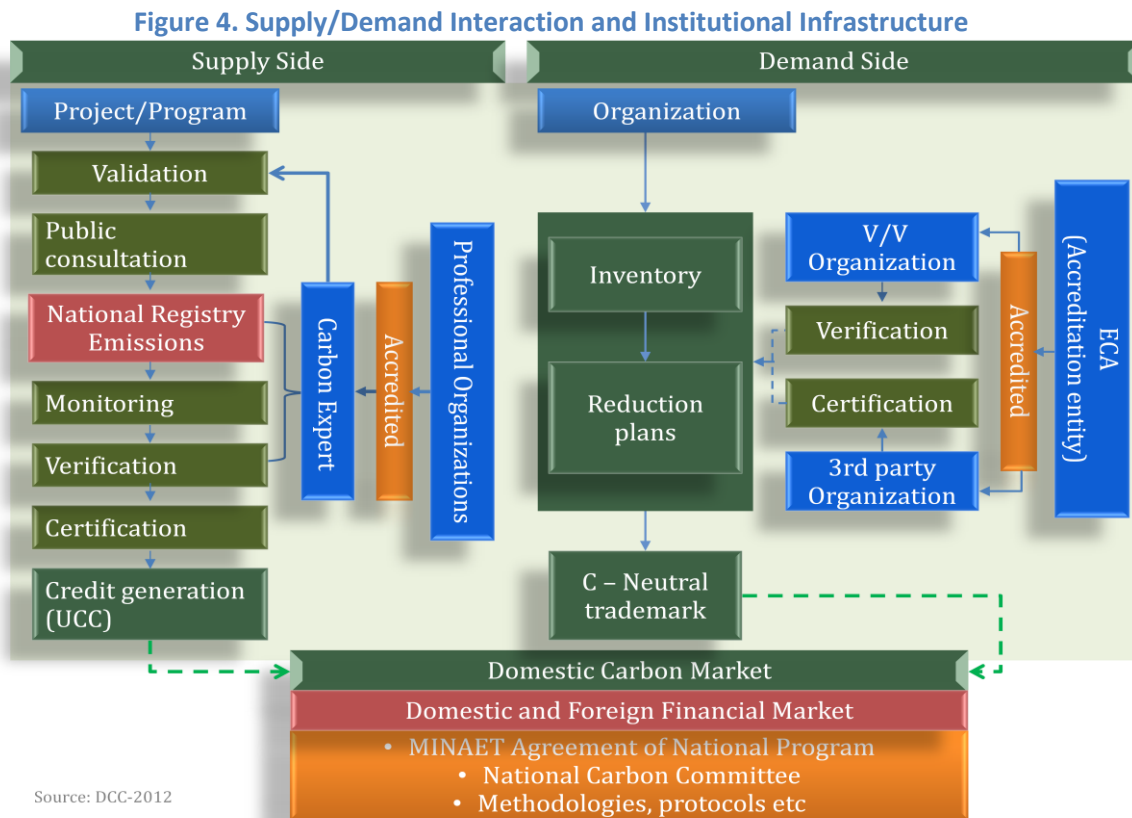 Figure 4. Supply/Demand Interaction and Institutional Infrastructure
Supply Side
Project/Program
Validation
Public
consultation
National Registry
Emissions
Monitoring
Verification
Certification
Credit generation
(UCC)
Carbon Expert
Accredited
Professional Organizations
Demand Side
Organization
Inventory
Reduction
plans
C – Neutral
trademark
V/V
Organization
Verification
Certification
3rd party
Organization
Accredited
ECA
(Accreditation entity)
Domestic Carbon Market
Domestic and Foreign Financial Market
• MINAET Agreement of National Program
• National Carbon Committee
• Methodologies, protocols etc
Source: DCC-2012